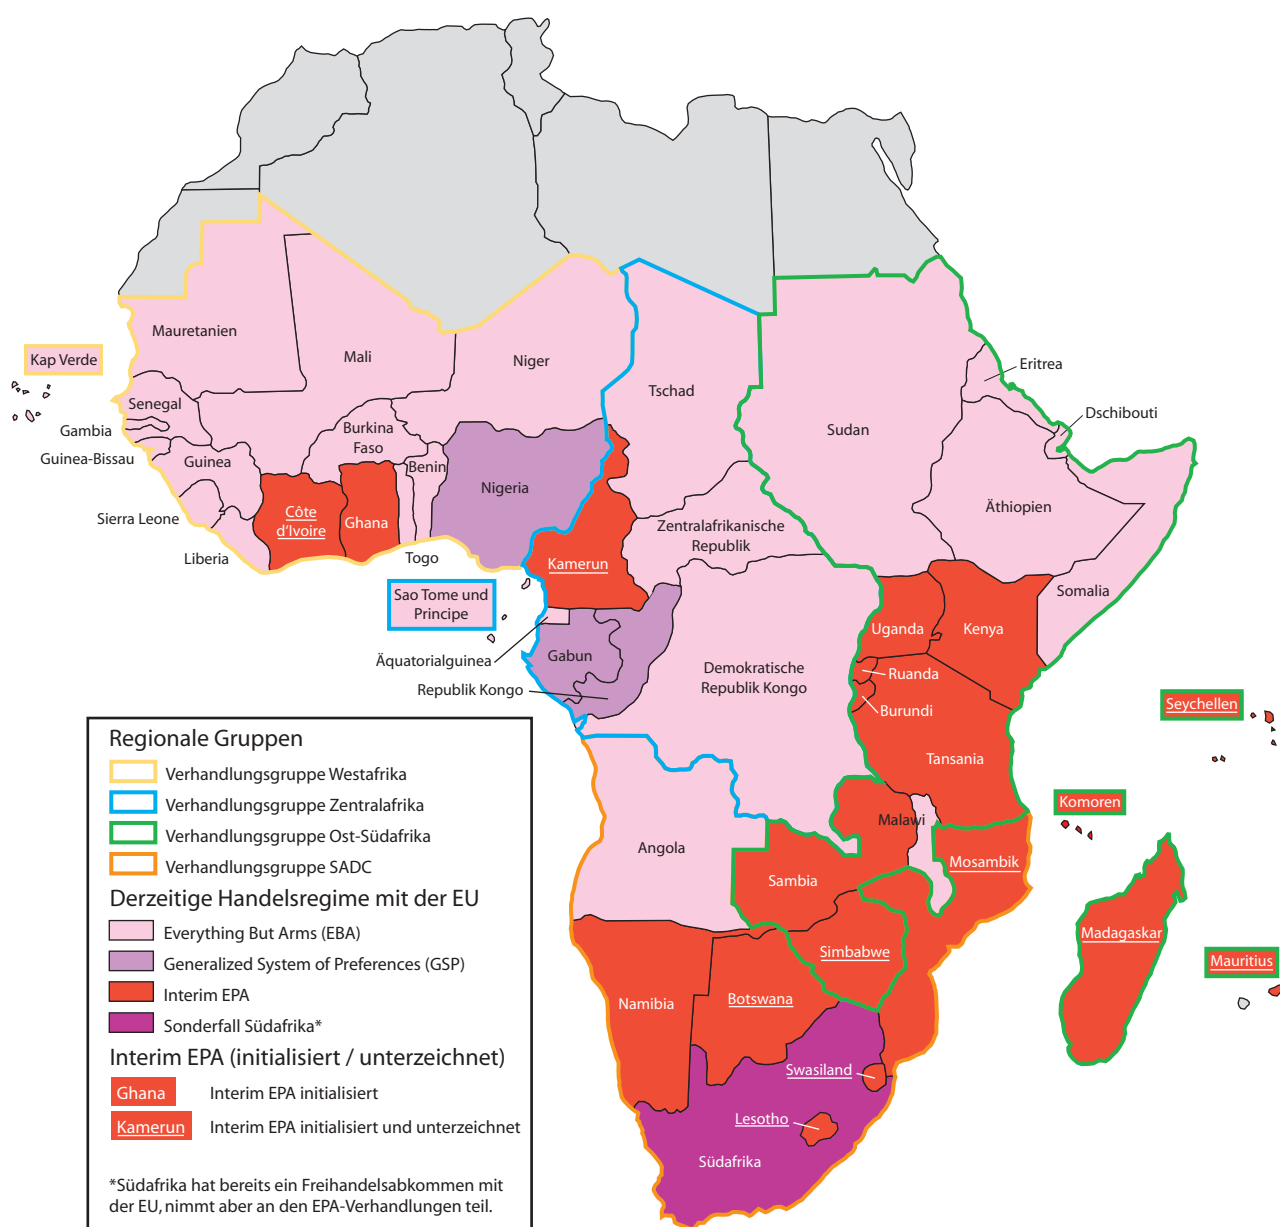 Mauretanien
Mali
Niger
Kap Verde
Tschad
Eritrea
Senegal
Dschibouti
Gambia
Burkina
Faso
Sudan
Guinea-Bissau
Guinea
Benin
Nigeria
Äthiopien
Côte
d'Ivoire
Ghana
Sierra Leone
Zentralafrikanische
Republik
Liberia
Togo
Kamerun
Somalia
Sao Tome und
Principe
Uganda
Kenya
Äquatorialguinea
Gabun
Demokratische
Republik Kongo
Ruanda
Republik Kongo
Burundi
Seychellen
Tansania
Komoren
Malawi
Angola
Mosambik
Sambia
Madagaskar
Simbabwe
Mauritius
Namibia
Botswana
Swasiland
Lesotho
Südafrika
Regionale Gruppen
Verhandlungsgruppe Westafrika
Verhandlungsgruppe Zentralafrika
Verhandlungsgruppe Ost-Südafrika
Verhandlungsgruppe SADC
Derzeitige Handelsregime mit der EU
Everything But Arms (EBA)
Generalized System of Preferences (GSP)
Interim EPA
Sonderfall Südafrika*
Interim EPA (initialisiert / unterzeichnet)
Ghana Interim EPA initialisiert
Kamerun Interim EPA initialisiert und unterzeichnet
*Südafrika hat bereits ein Freihandelsabkommen mit
der EU, nimmt aber an den EPA-Verhandlungen teil.